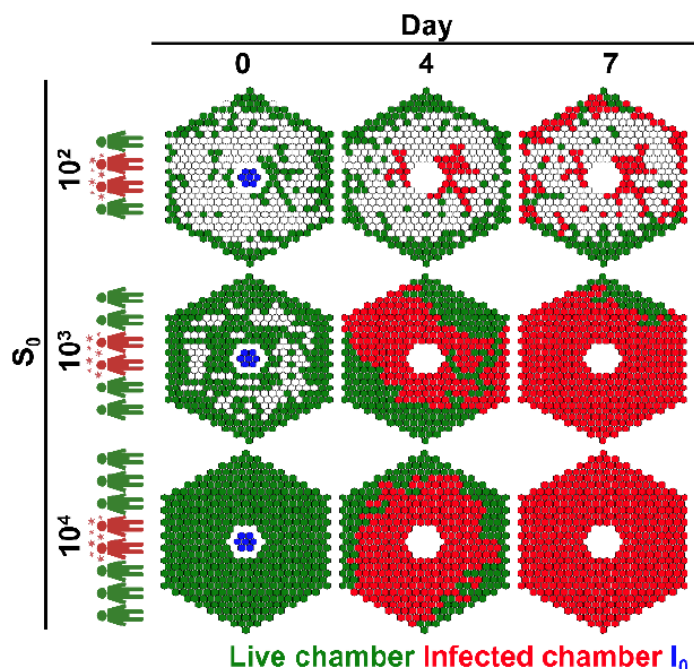 Day
0 4 7
S₀
10²
10³
10⁴
Live chamber Infected chamber I₀